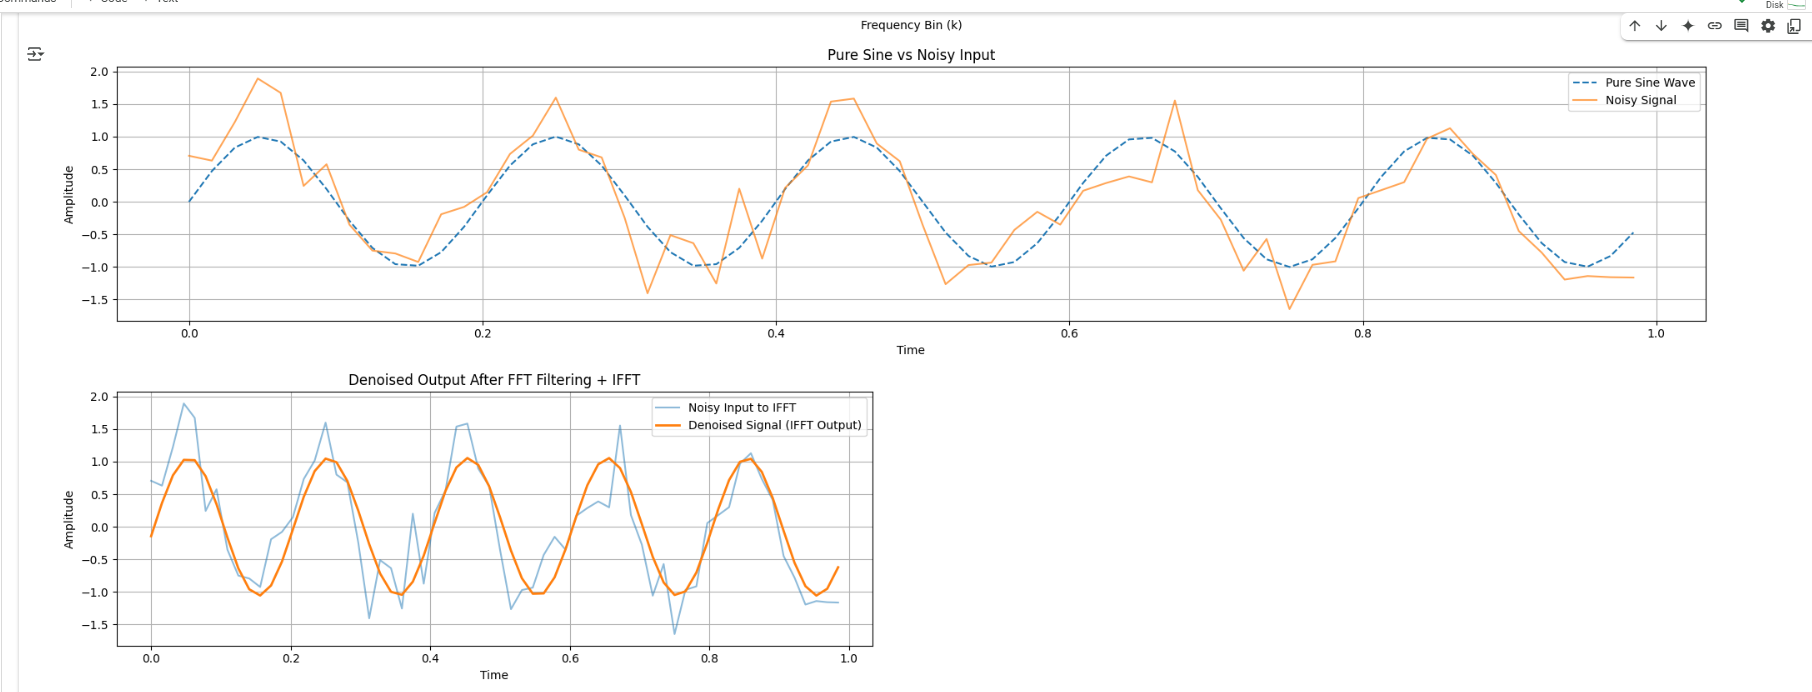 Commands Code Text
Disk
Frequency Bin (k)
Pure Sine vs Noisy Input
2.0
1.5
1.0
0.5
0.0
−0.5
−1.0
−1.5
Amplitude
Pure Sine Wave
Noisy Signal
0.0 0.2 0.4 0.6 0.8 1.0
Time
Denoised Output After FFT Filtering + IFFT
2.0
1.5
1.0
0.5
0.0
−0.5
−1.0
−1.5
Amplitude
Noisy Input to IFFT
Denoised Signal (IFFT Output)
0.0 0.2 0.4 0.6 0.8 1.0
Time